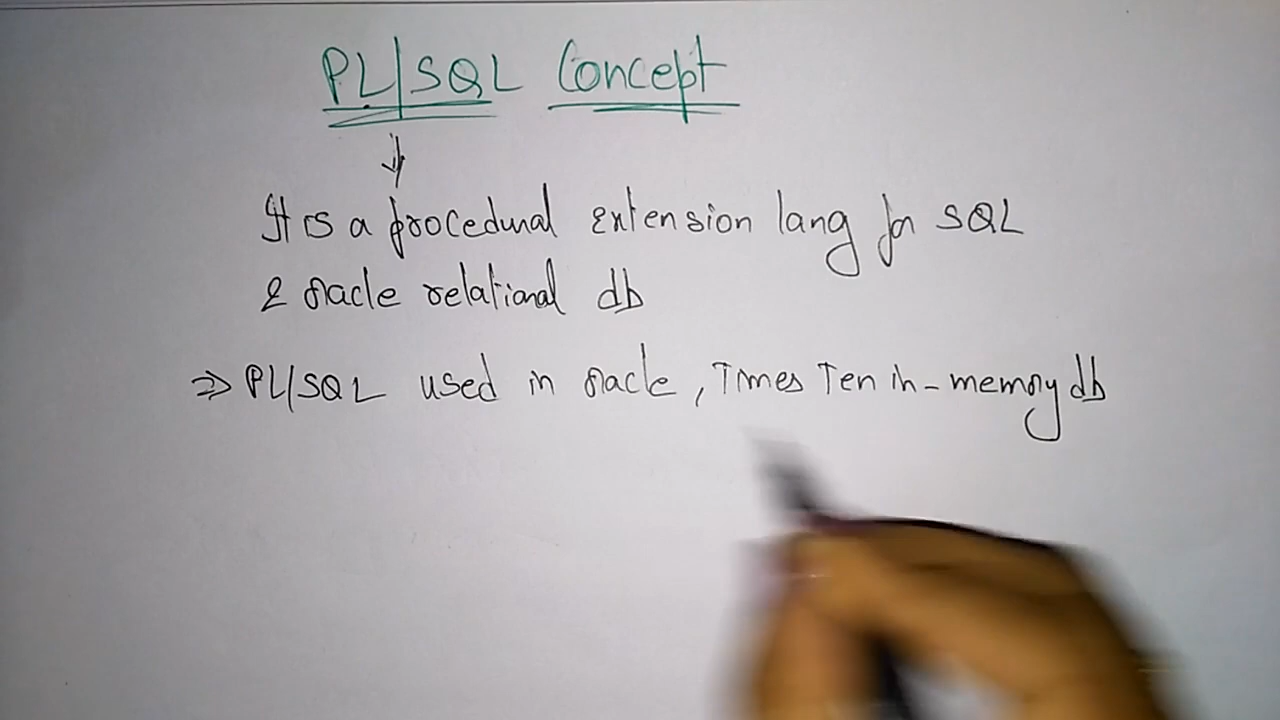 PL/SQL Concept
It is a procedural extension lang for SQL
& oracle relational db
⇒ PL/SQL used in oracle, Times Ten in-memory db